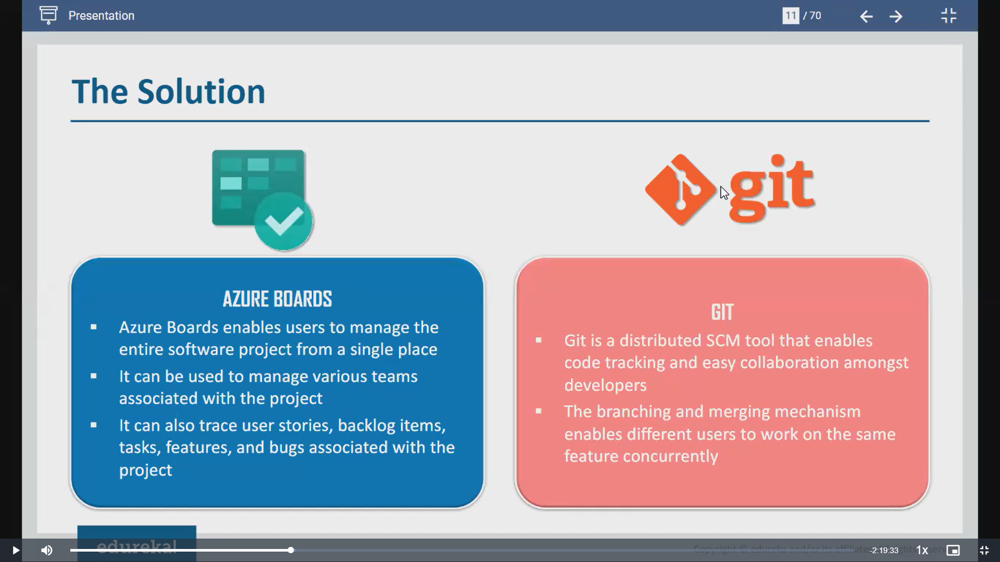 Presentation
11 / 70
The Solution
git
AZURE BOARDS
▪ Azure Boards enables users to manage the
entire software project from a single place
▪ It can be used to manage various teams
associated with the project
▪ It can also trace user stories, backlog items,
tasks, features, and bugs associated with the
project
GIT
▪ Git is a distributed SCM tool that enables
code tracking and easy collaboration amongst
developers
▪ The branching and merging mechanism
enables different users to work on the same
feature concurrently
edureka!
Copyright © edureka and/or its affiliates. All rights
-2:19:33
1x